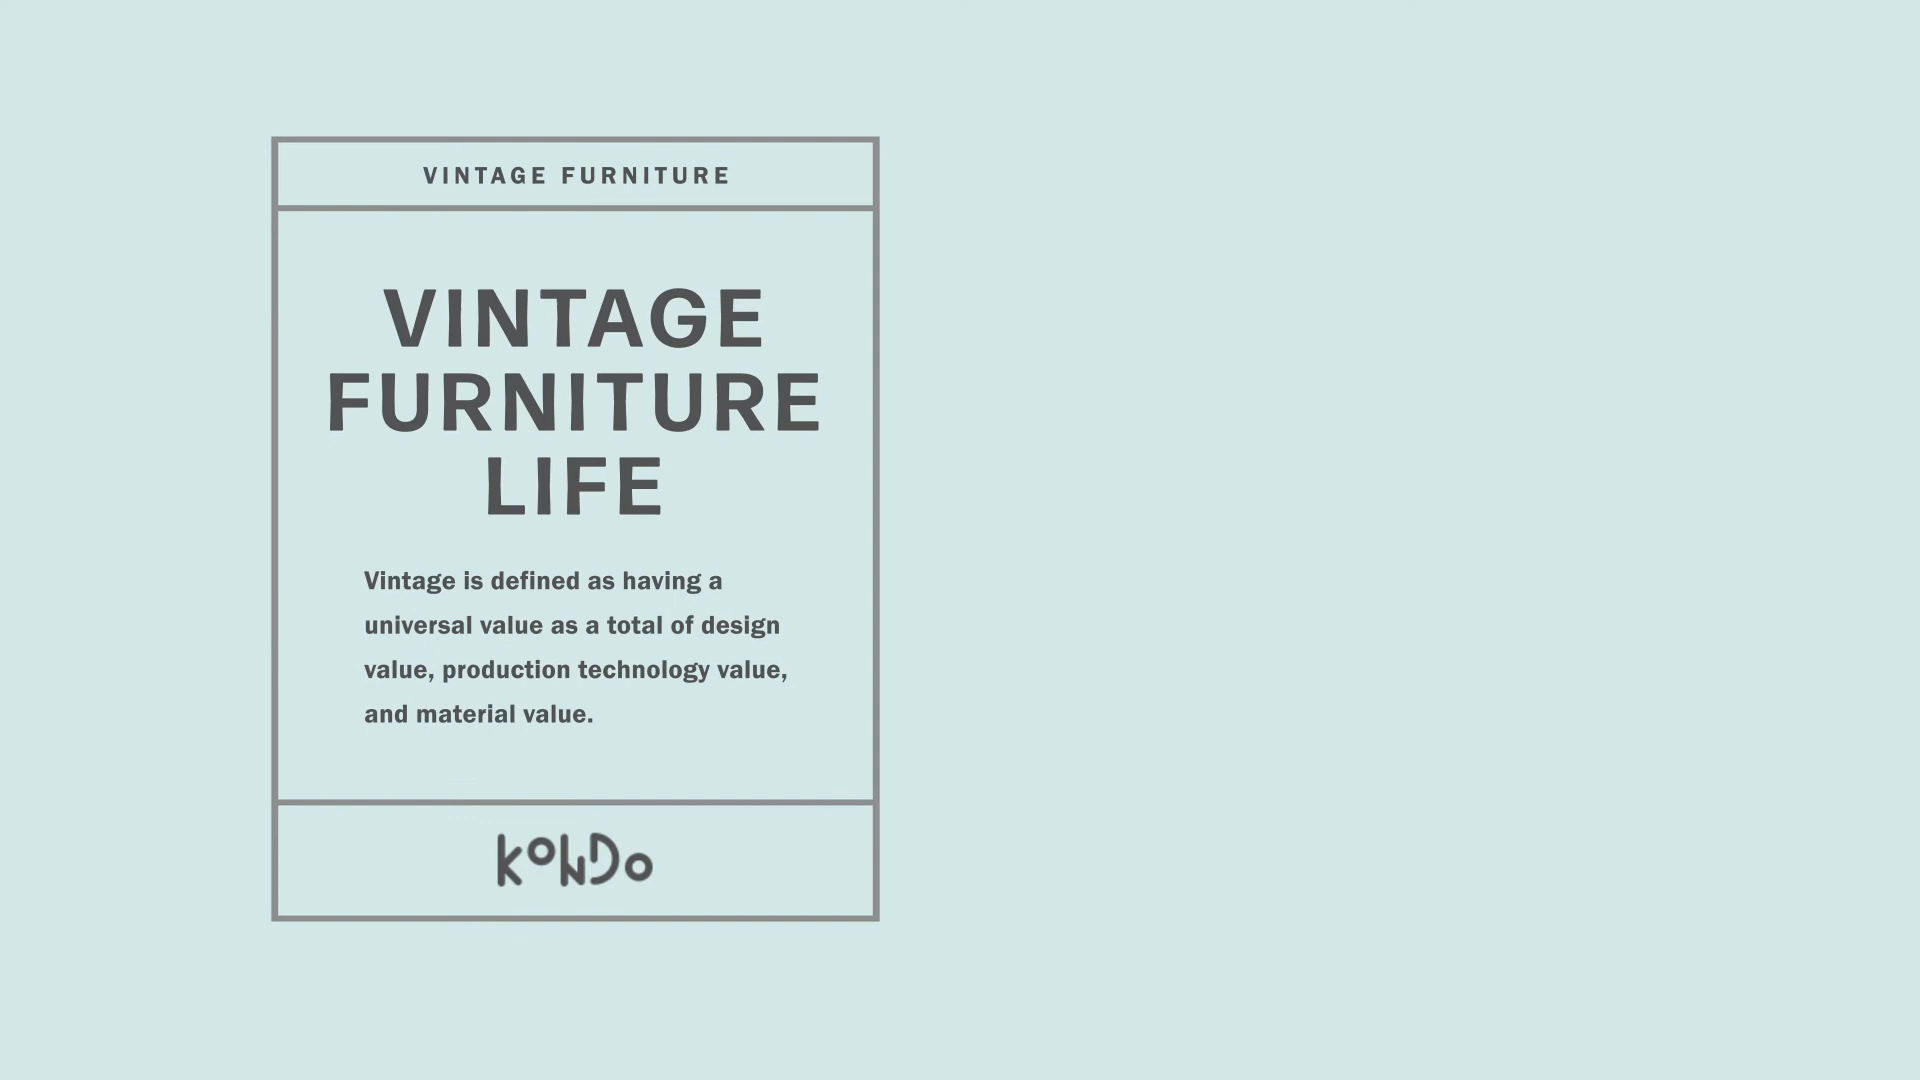 VINTAGE FURNITURE
VINTAGE
FURNITURE
LIFE
Vintage is defined as having a
universal value as a total of design
value, production technology value,
and material value.
KONDO